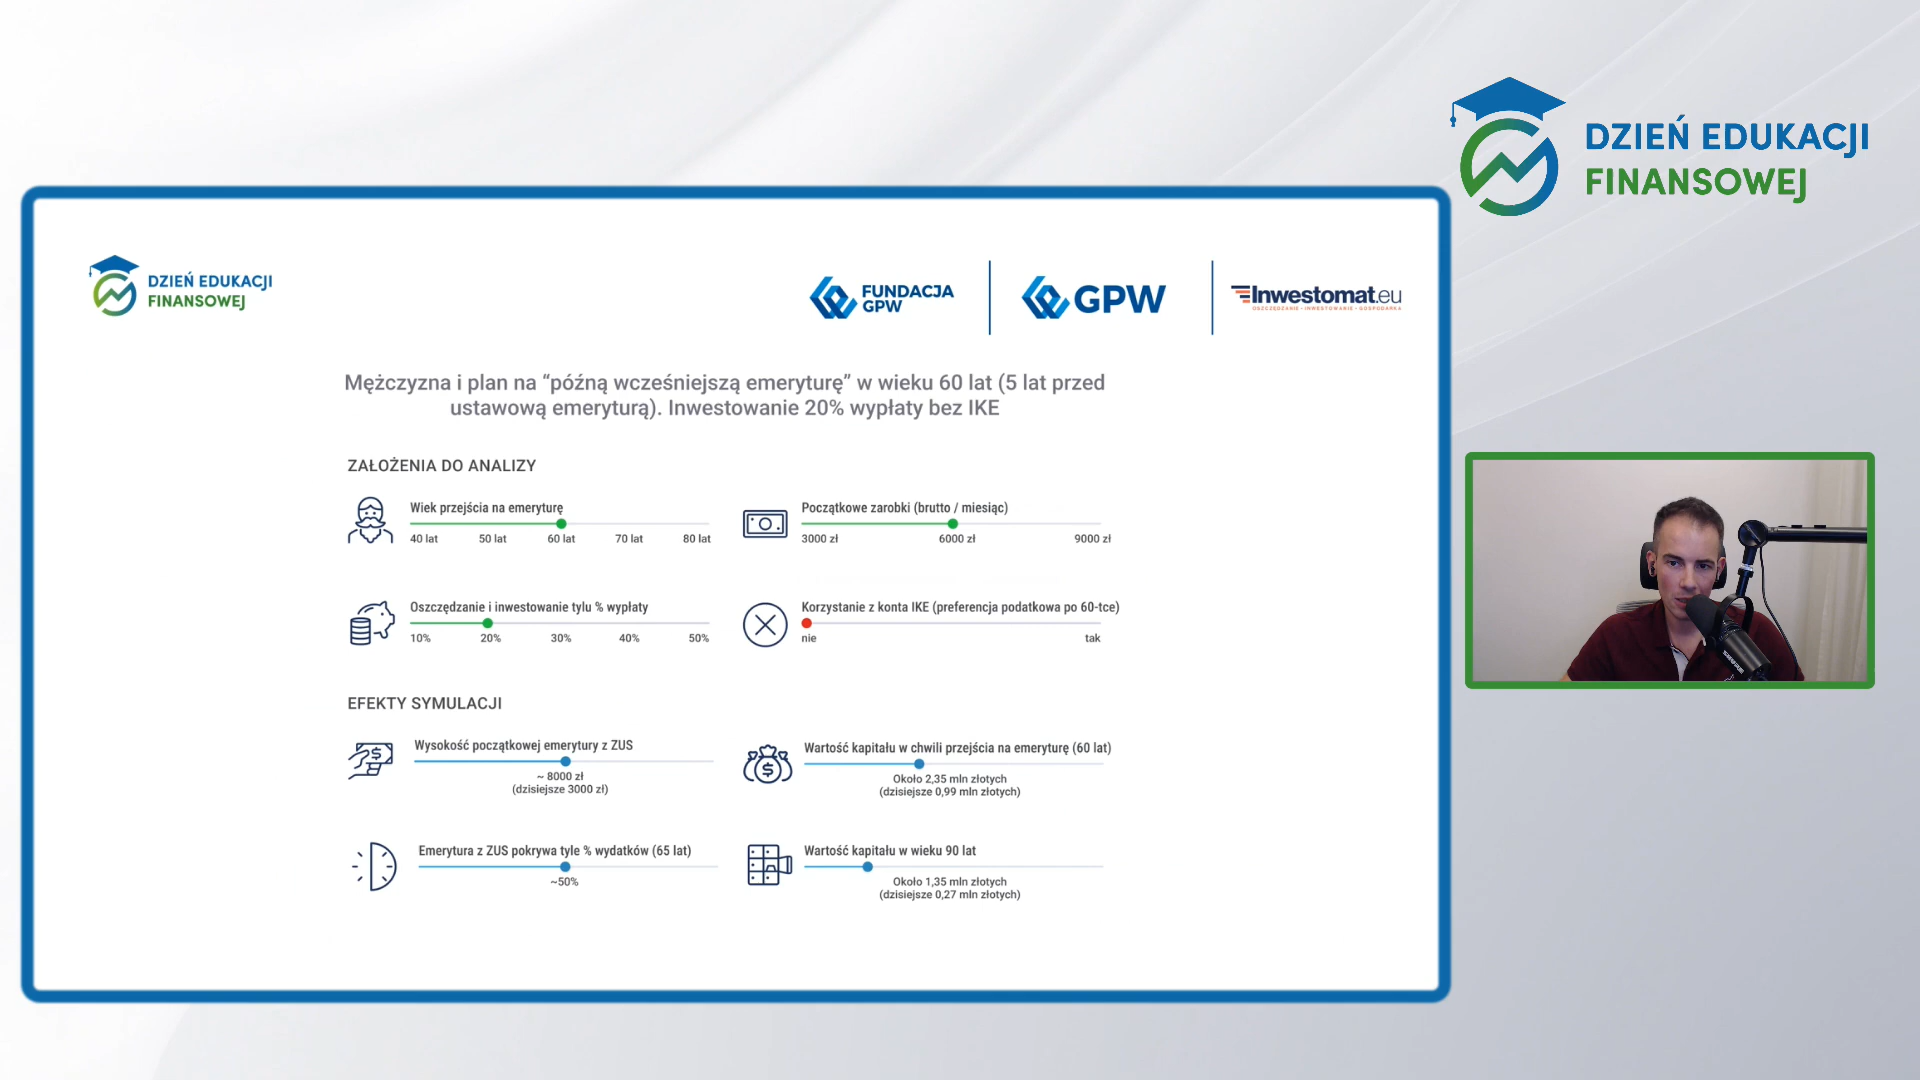 DZIEŃ EDUKACJI
FINANSOWEJ
DZIEŃ EDUKACJI
FINANSOWEJ
FUNDACJA
GPW
GPW
Inwestomat.eu
OSZCZĘDZANIE • INWESTOWANIE • GOSPODARKA
Mężczyzna i plan na “późną wcześniejszą emeryturę” w wieku 60 lat (5 lat przed
ustawową emeryturą). Inwestowanie 20% wypłaty bez IKE
ZAŁOŻENIA DO ANALIZY
Wiek przejścia na emeryturę
40 lat 50 lat 60 lat 70 lat 80 lat
Początkowe zarobki (brutto / miesiąc)
3000 zł 6000 zł 9000 zł
Oszczędzanie i inwestowanie tylu % wypłaty
10% 20% 30% 40% 50%
Korzystanie z konta IKE (preferencja podatkowa po 60-tce)
nie tak
EFEKTY SYMULACJI
Wysokość początkowej emerytury z ZUS
~ 8000 zł
(dzisiejsze 3000 zł)
Wartość kapitału w chwili przejścia na emeryturę (60 lat)
Około 2,35 mln złotych
(dzisiejsze 0,99 mln złotych)
Emerytura z ZUS pokrywa tyle % wydatków (65 lat)
~50%
Wartość kapitału w wieku 90 lat
Około 1,35 mln złotych
(dzisiejsze 0,27 mln złotych)